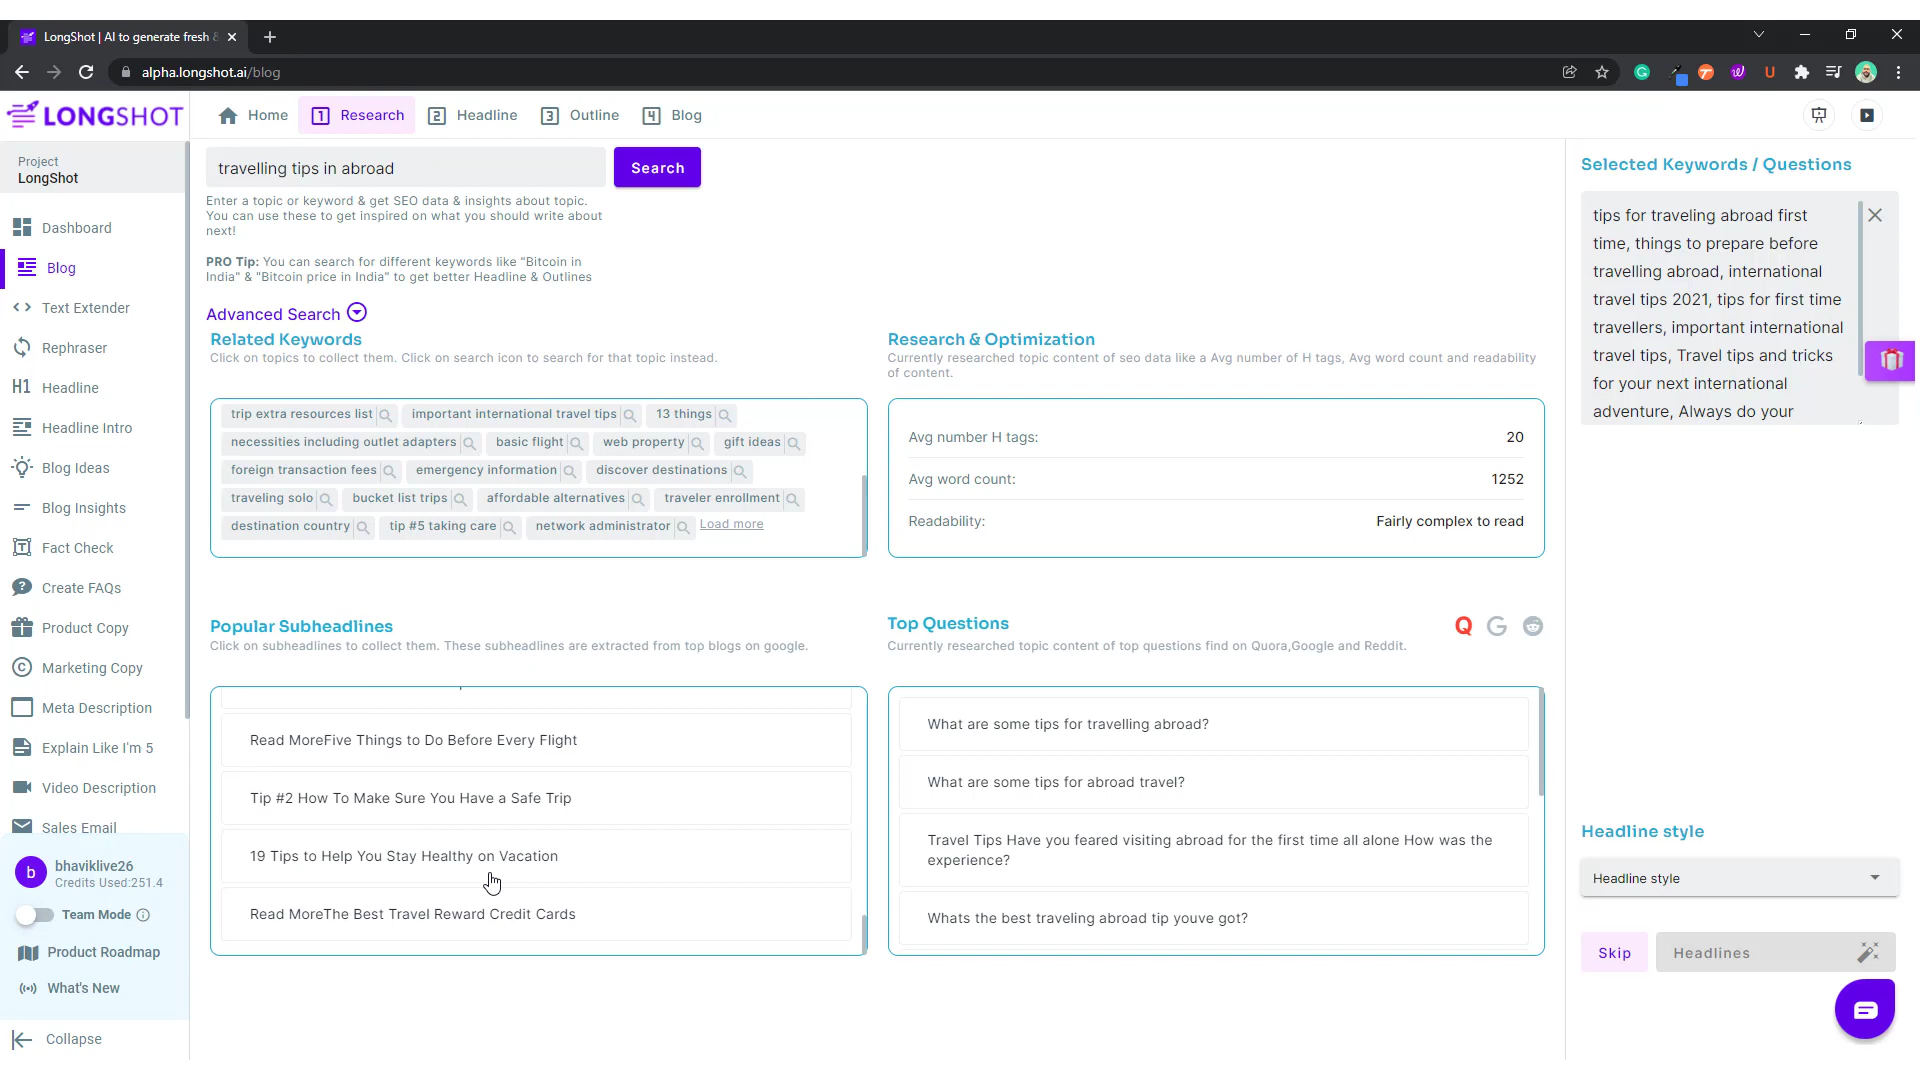 LongShot | AI to generate fresh &
alpha.longshot.ai/blog
LONGSHOT
Home
1 Research
2 Headline
3 Outline
4 Blog
Project
LongShot
Dashboard
Blog
Text Extender
Rephraser
H1 Headline
Headline Intro
Blog Ideas
Blog Insights
Fact Check
Create FAQs
Product Copy
Marketing Copy
Meta Description
Explain Like I'm 5
Video Description
Sales Email
b
bhaviklive26
Credits Used:251.4
Team Mode
Product Roadmap
What's New
Collapse
travelling tips in abroad
Search
Enter a topic or keyword & get SEO data & insights about topic.
You can use these to get inspired on what you should write about
next!
PRO Tip: You can search for different keywords like "Bitcoin in
India" & "Bitcoin price in India" to get better Headline & Outlines
Advanced Search
Related Keywords
Click on topics to collect them. Click on search icon to search for that topic instead.
trip extra resources list
important international travel tips
13 things
necessities including outlet adapters
basic flight
web property
gift ideas
foreign transaction fees
emergency information
discover destinations
traveling solo
bucket list trips
affordable alternatives
traveler enrollment
destination country
tip #5 taking care
network administrator
Load more
Research & Optimization
Currently researched topic content of seo data like a Avg number of H tags, Avg word count and readability
of content.
Avg number H tags: 20
Avg word count: 1252
Readability: Fairly complex to read
Popular Subheadlines
Click on subheadlines to collect them. These subheadlines are extracted from top blogs on google.
Read MoreFive Things to Do Before Every Flight
Tip #2 How To Make Sure You Have a Safe Trip
19 Tips to Help You Stay Healthy on Vacation
Read MoreThe Best Travel Reward Credit Cards
Top Questions
Q G
Currently researched topic content of top questions find on Quora,Google and Reddit.
What are some tips for travelling abroad?
What are some tips for abroad travel?
Travel Tips Have you feared visiting abroad for the first time all alone How was the
experience?
Whats the best traveling abroad tip youve got?
Selected Keywords / Questions
tips for traveling abroad first
time, things to prepare before
travelling abroad, international
travel tips 2021, tips for first time
travellers, important international
travel tips, Travel tips and tricks
for your next international
adventure, Always do your
Headline style
Headline style
Skip
Headlines